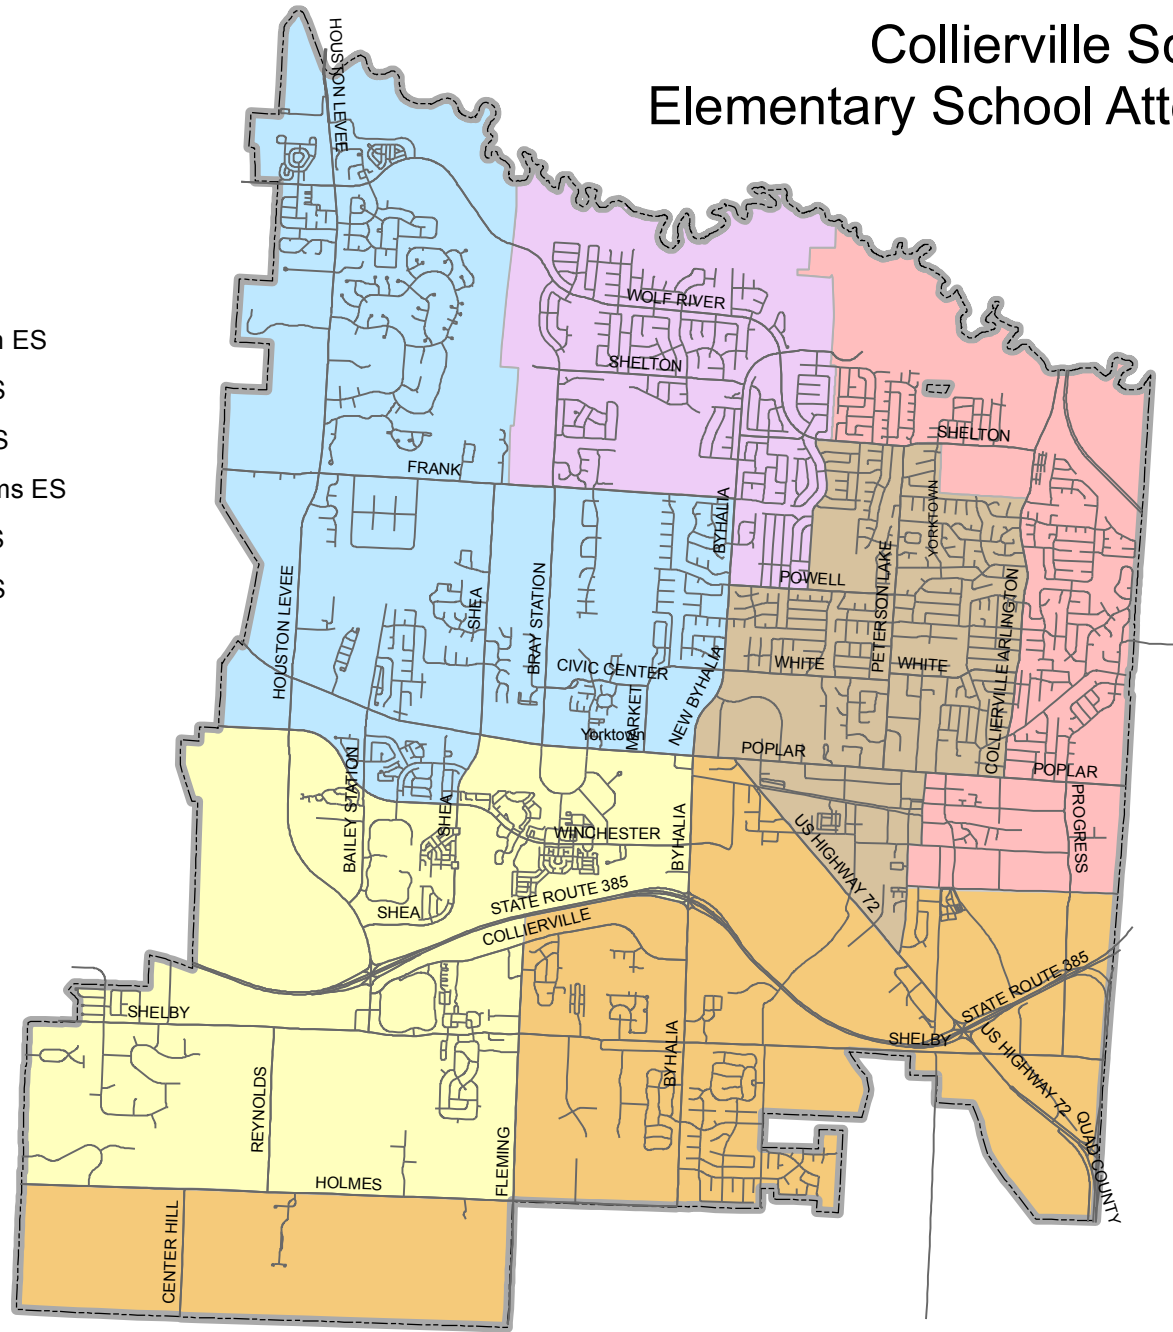 Collierville Sc
Elementary School Atte
n ES
S
S
ms ES
S
S
HOUSTON LEVEE
WOLF RIVER
SHELTON
SHELTON
FRANK
BYHALIA
YORKTOWN
POWELL
PETERSON LAKE
COLLIERVILLE ARLINGTON
HOUSTON LEVEE
SHEA
BRAY STATION
CIVIC CENTER
WHITE
WHITE
MARKET
NEW BYHALIA
Yorktown
POPLAR
POPLAR
BAILEY STATION
SHEA
WINCHESTER
BYHALIA
US HIGHWAY 72
PROGRESS
STATE ROUTE 385
SHEA
COLLIERVILLE
STATE ROUTE 385
SHELBY
SHELBY
BYHALIA
US HIGHWAY 72
REYNOLDS
FLEMING
QUAD COUNTY
HOLMES
CENTER HILL